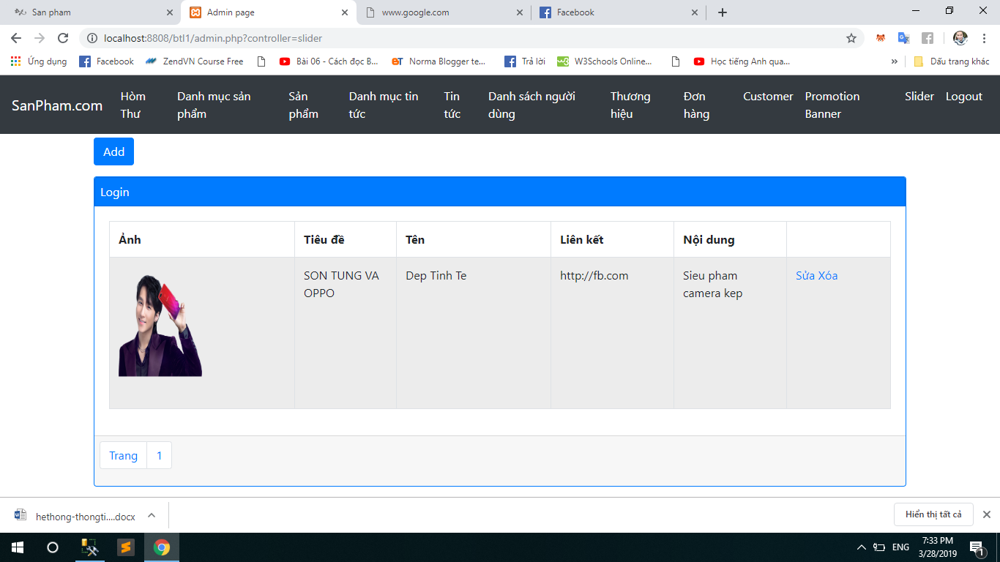 San pham
Admin page
www.google.com
Facebook
localhost:8808/btl1/admin.php?controller=slider
Ứng dụng
Facebook
ZendVN Course Free
Bài 06 - Cách đọc B...
Norma Blogger te...
Trả lời
W3Schools Online...
Học tiếng Anh qua...
»
Dấu trang khác
SanPham.com
Hòm
Thư
Danh mục sản
phẩm
Sản
phẩm
Danh mục tin
tức
Tin
tức
Danh sách người
dùng
Thương
hiệu
Đơn
hàng
Customer
Promotion
Banner
Slider
Logout
Add
Login
Ảnh
Tiêu đề
Tên
Liên kết
Nội dung
SON TUNG VA
OPPO
Dep Tinh Te
http://fb.com
Sieu pham
camera kep
Sửa Xóa
Trang
1
hethong-thongti....docx
Hiển thị tất cả
ENG
7:33 PM
3/28/2019
1